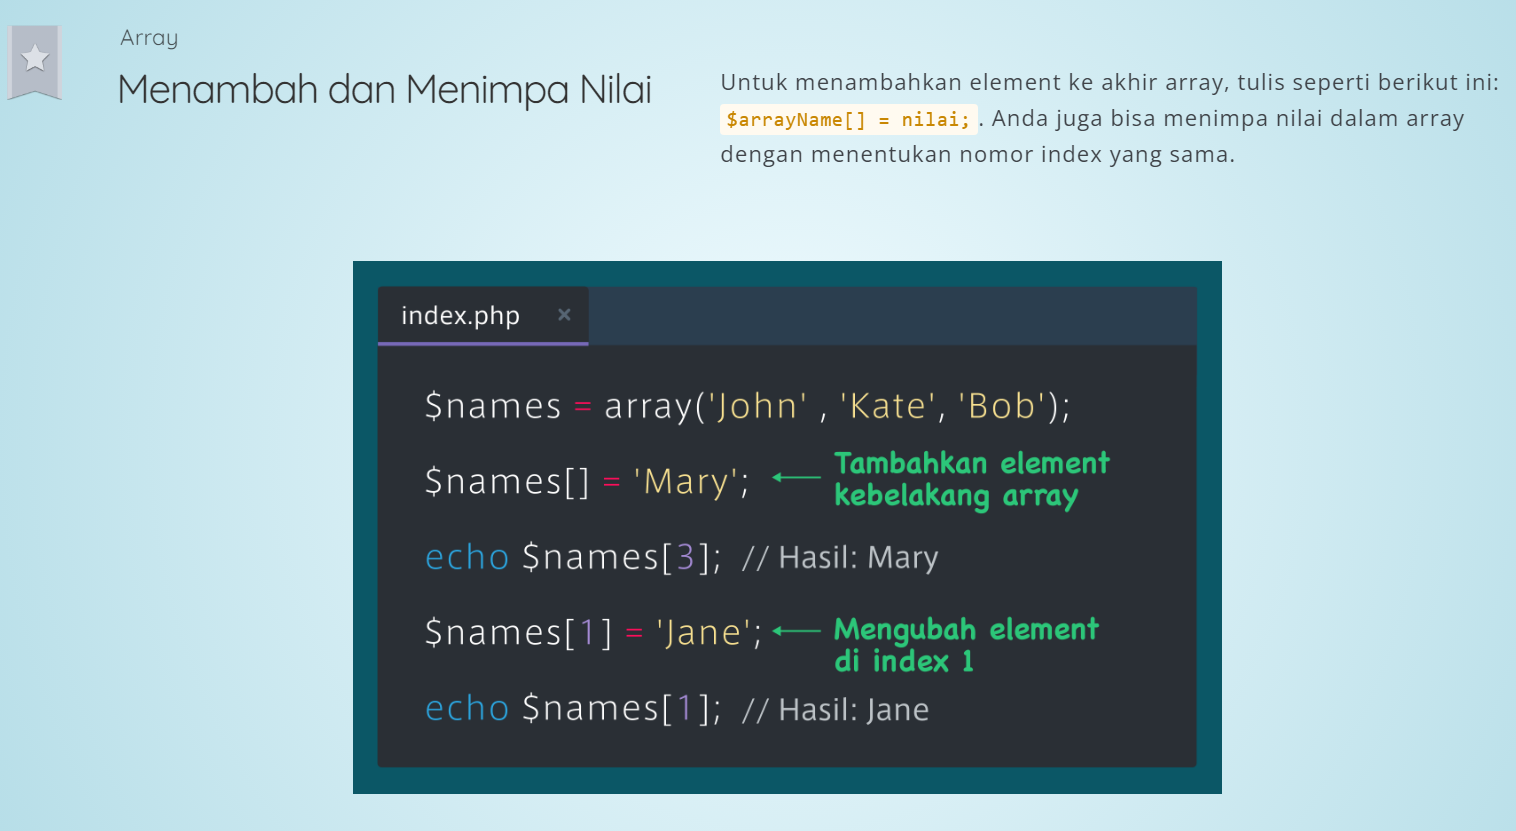 Array
Menambah dan Menimpa Nilai
Untuk menambahkan element ke akhir array, tulis seperti berikut ini:
$arrayName[] = nilai; . Anda juga bisa menimpa nilai dalam array
dengan menentukan nomor index yang sama.
index.php ×
$names = array('John' , 'Kate', 'Bob');
$names[] = 'Mary';
Tambahkan element
kebelakang array
echo $names[3]; // Hasil: Mary
$names[1] = 'Jane';
Mengubah element
di index 1
echo $names[1]; // Hasil: Jane